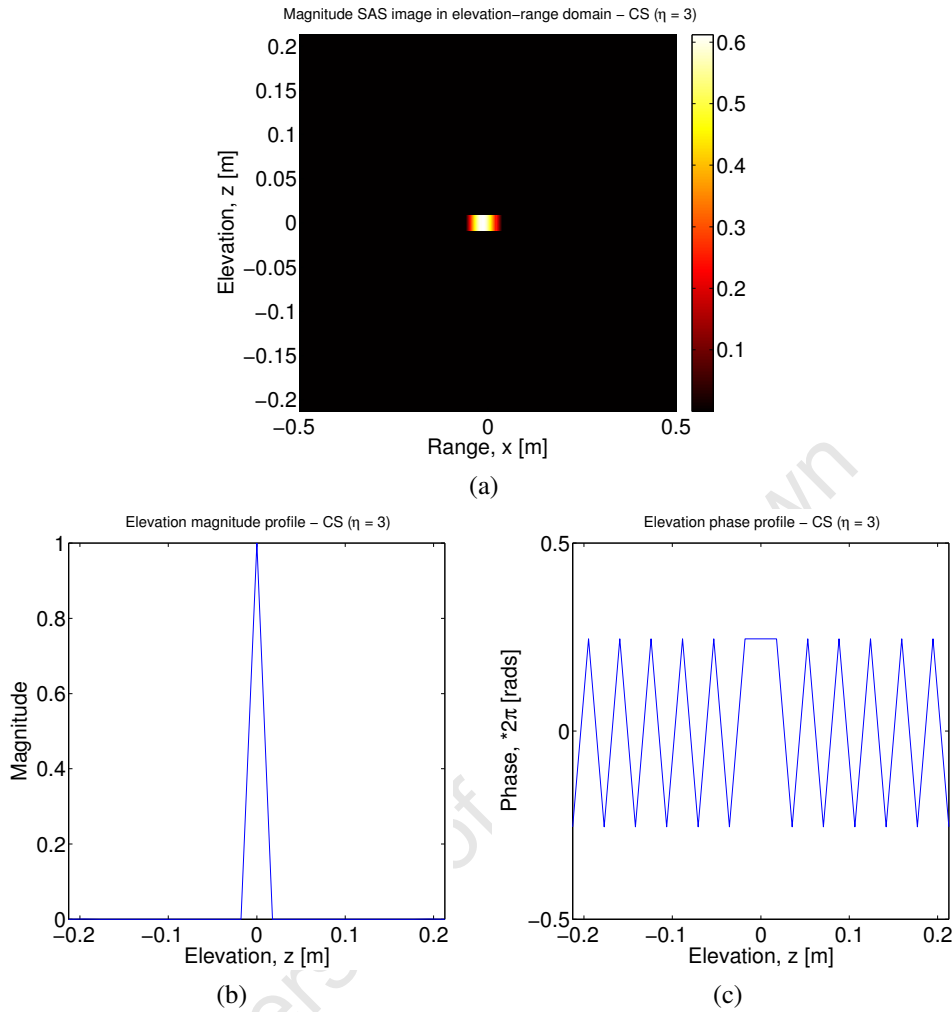 Magnitude SAS image in elevation−range domain − CS (η = 3)
0.2
0.15
0.1
0.05
0
−0.05
−0.1
−0.15
−0.2
Elevation, z [m]
−0.5 0 0.5
Range, x [m]
0.6
0.5
0.4
0.3
0.2
0.1
(a)
Elevation magnitude profile − CS (η = 3)
1
0.8
0.6
0.4
0.2
0
Magnitude
−0.2 −0.1 0 0.1 0.2
Elevation, z [m]
(b)
Elevation phase profile − CS (η = 3)
0.5
0
−0.5
Phase, *2π [rads]
−0.2 −0.1 0 0.1 0.2
Elevation, z [m]
(c)